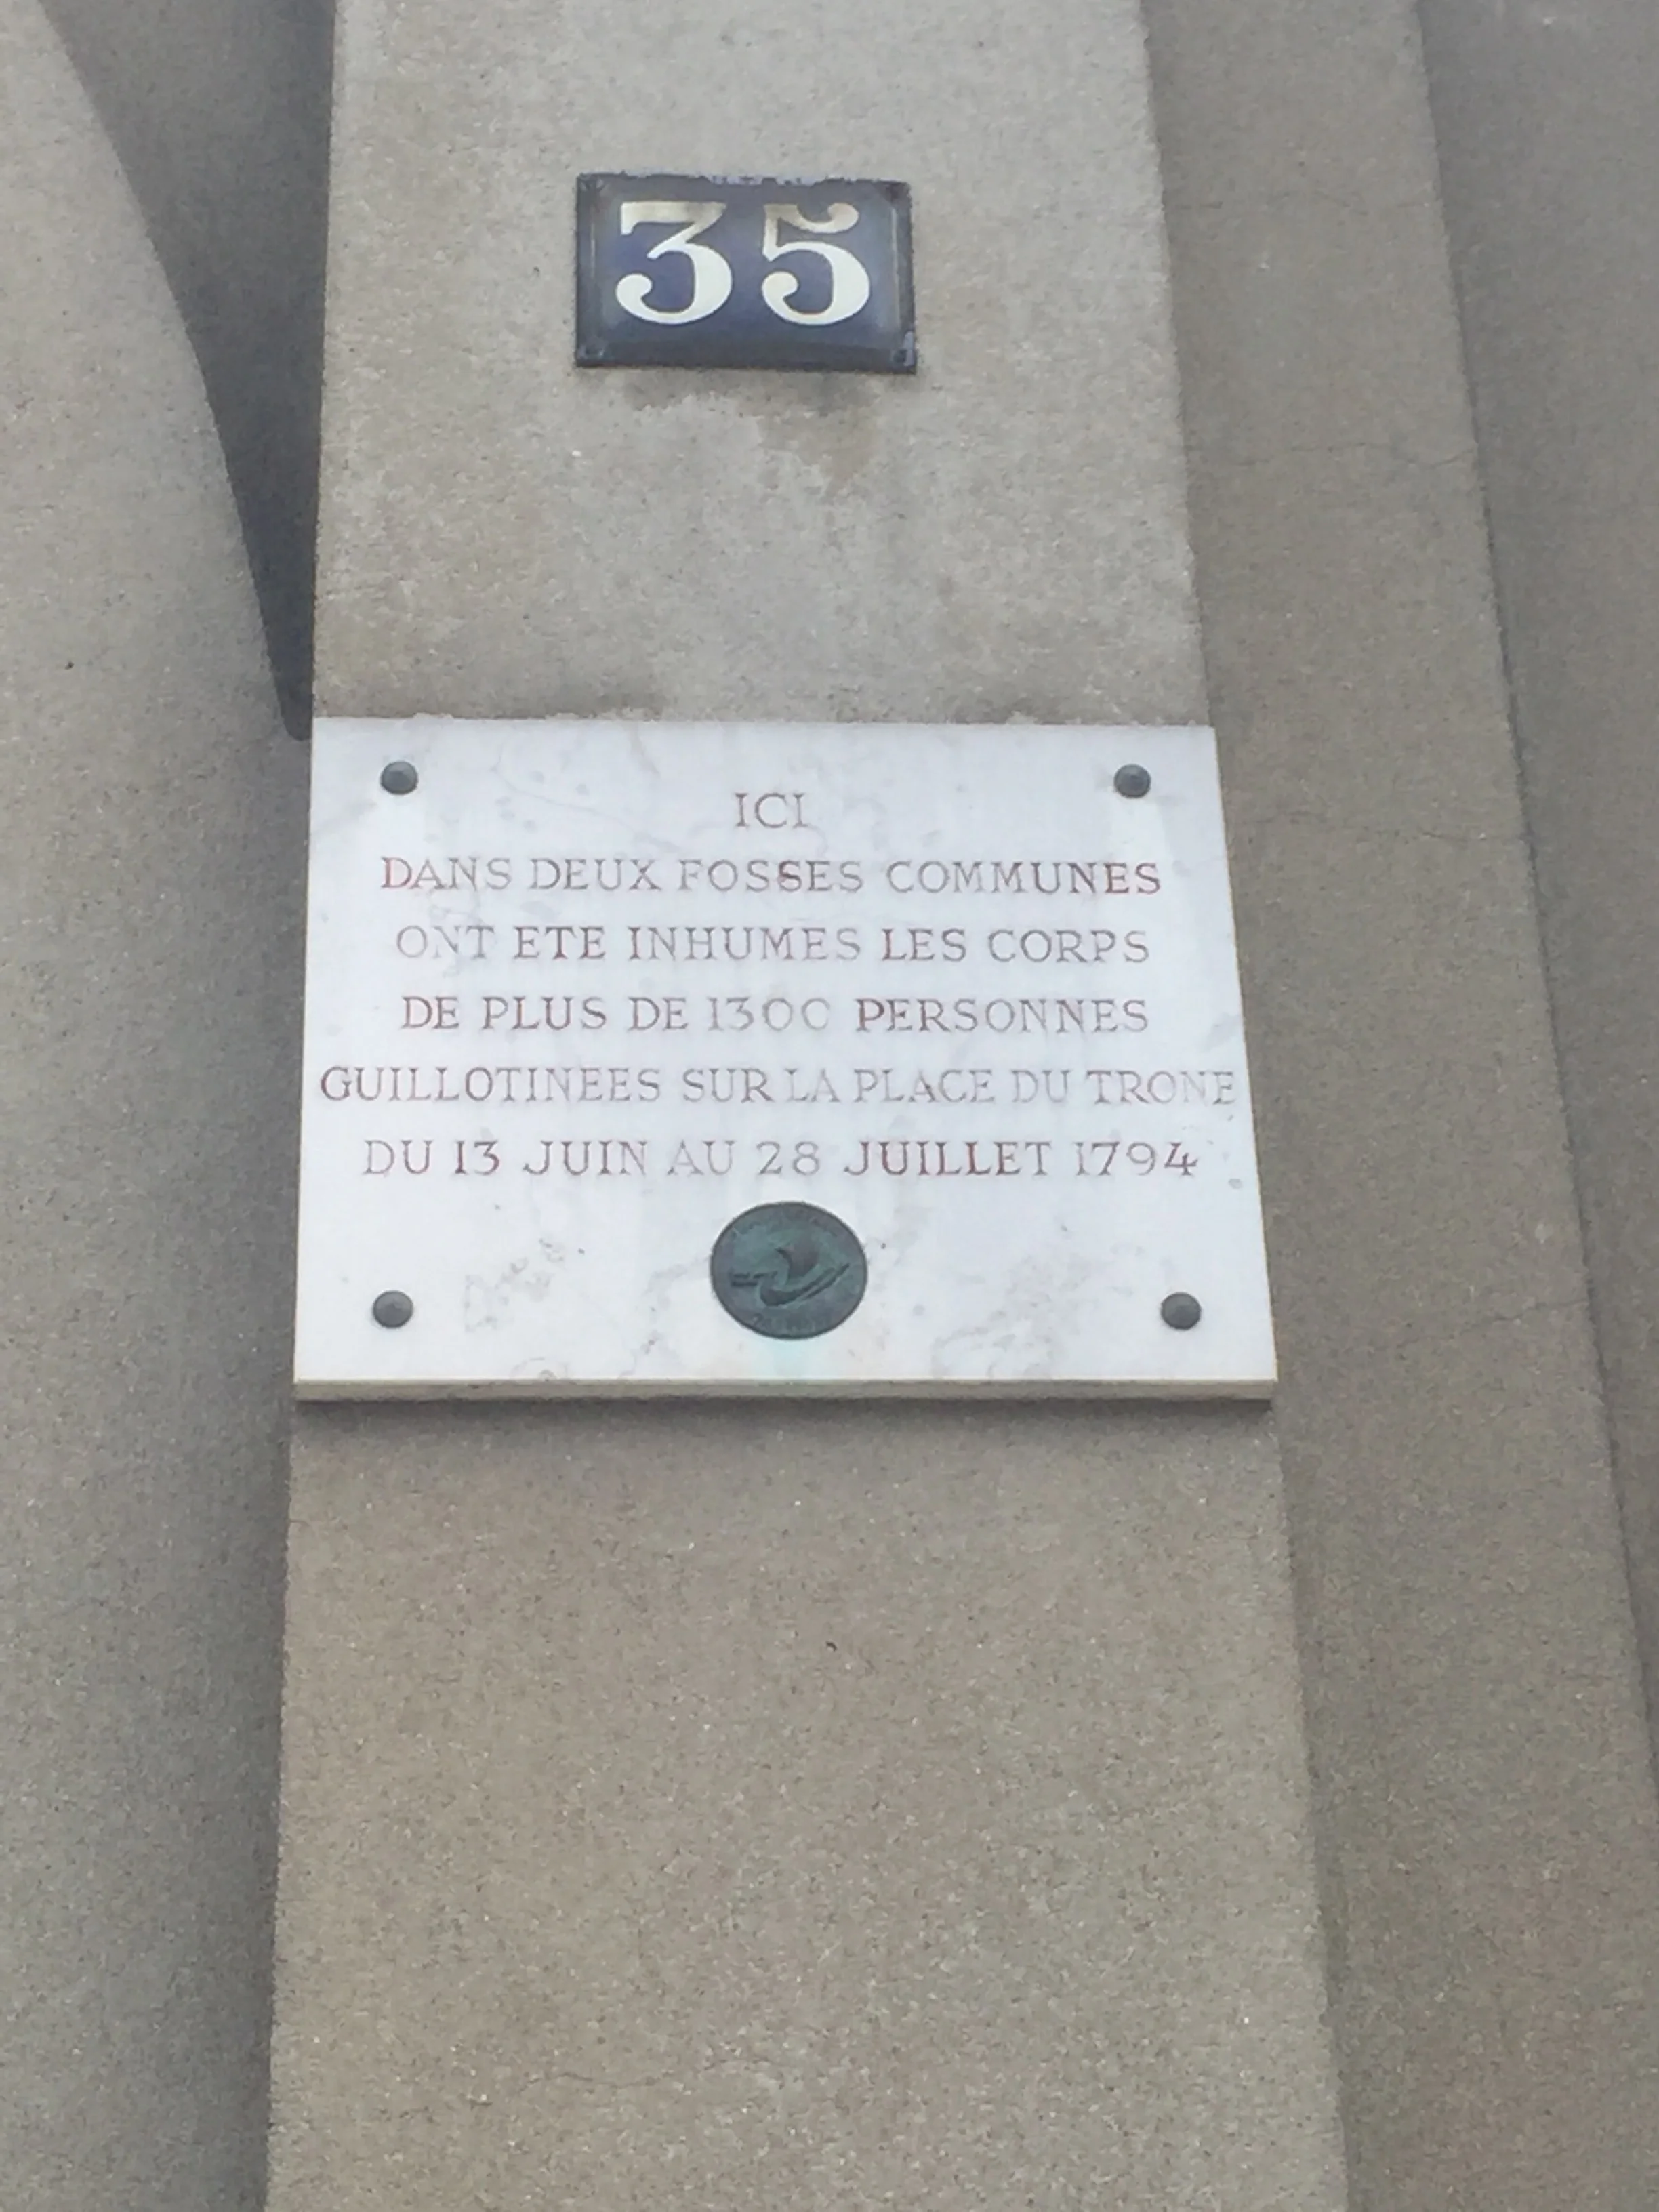 35
ICI
DANS DEUX FOSSES COMMUNES
ONT ETE INHUMES LES CORPS
DE PLUS DE 1300 PERSONNES
GUILLOTINEES SUR LA PLACE DU TRONE
DU 13 JUIN AU 28 JUILLET 1794